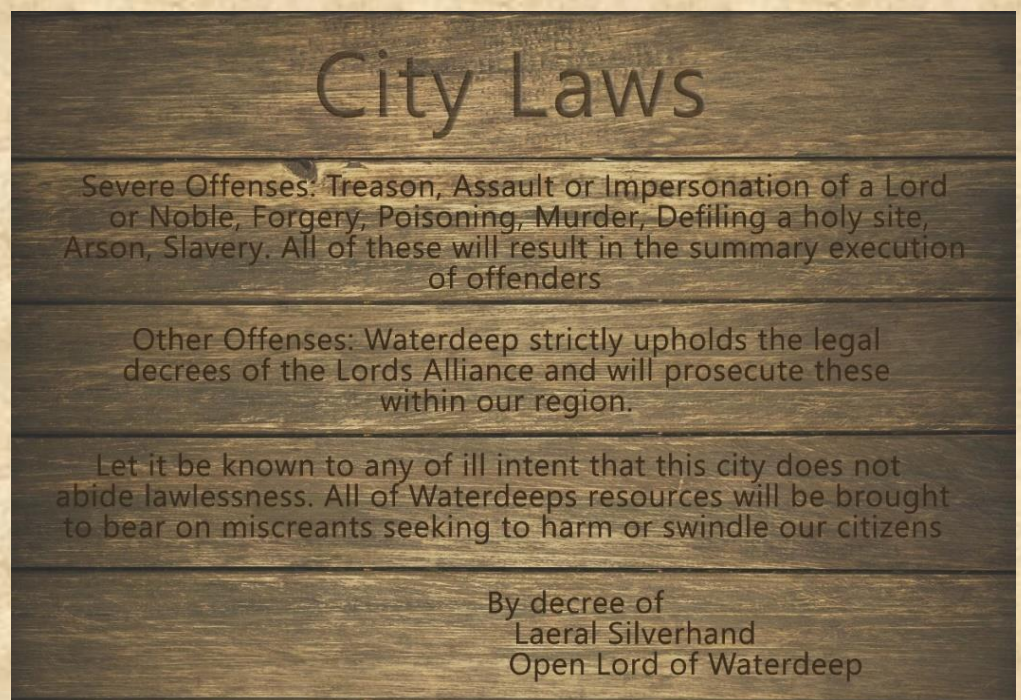 City Laws
Severe Offenses: Treason, Assault or Impersonation of a Lord
or Noble, Forgery, Poisoning, Murder, Defiling a holy site,
Arson, Slavery. All of these will result in the summary execution
of offenders
Other Offenses: Waterdeep strictly upholds the legal
decrees of the Lords Alliance and will prosecute these
within our region.
Let it be known to any of ill intent that this city does not
abide lawlessness. All of Waterdeeps resources will be brought
to bear on miscreants seeking to harm or swindle our citizens
By decree of
Laeral Silverhand
Open Lord of Waterdeep